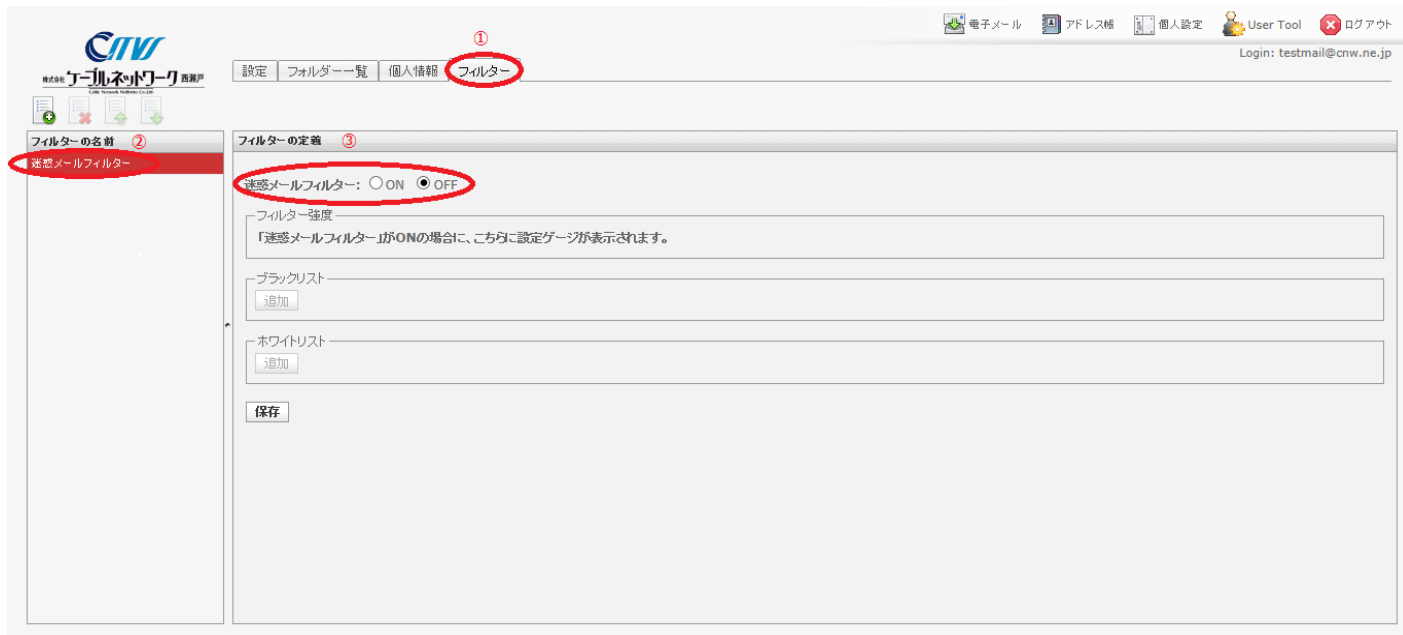 電子メール アドレス帳 個人設定 User Tool ログアウト
Login: testmail@cnw.ne.jp
CNWS
株式会社 ケーブルネットワーク 西瀬戸
①
設定 フォルダー一覧 個人情報 フィルター
フィルターの名前 ②
迷惑メールフィルター
フィルターの定義 ③
迷惑メールフィルター: ON OFF
フィルター強度
「迷惑メールフィルター」がONの場合に、こちらに設定ゲージが表示されます。
ブラックリスト
追加
ホワイトリスト
追加
保存